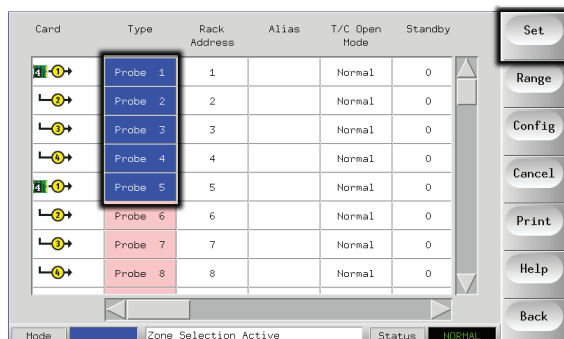 Card Type Rack Address Alias T/C Open Mode Standby
4 1 Probe 1 1 Normal 0
2 Probe 2 2 Normal 0
3 Probe 3 3 Normal 0
4 Probe 4 4 Normal 0
4 1 Probe 5 5 Normal 0
2 Probe 6 6 Normal 0
3 Probe 7 7 Normal 0
4 Probe 8 8 Normal 0
Mode Zone Selection Active Status NORMAL
Set
Range
Config
Cancel
Print
Help
Back